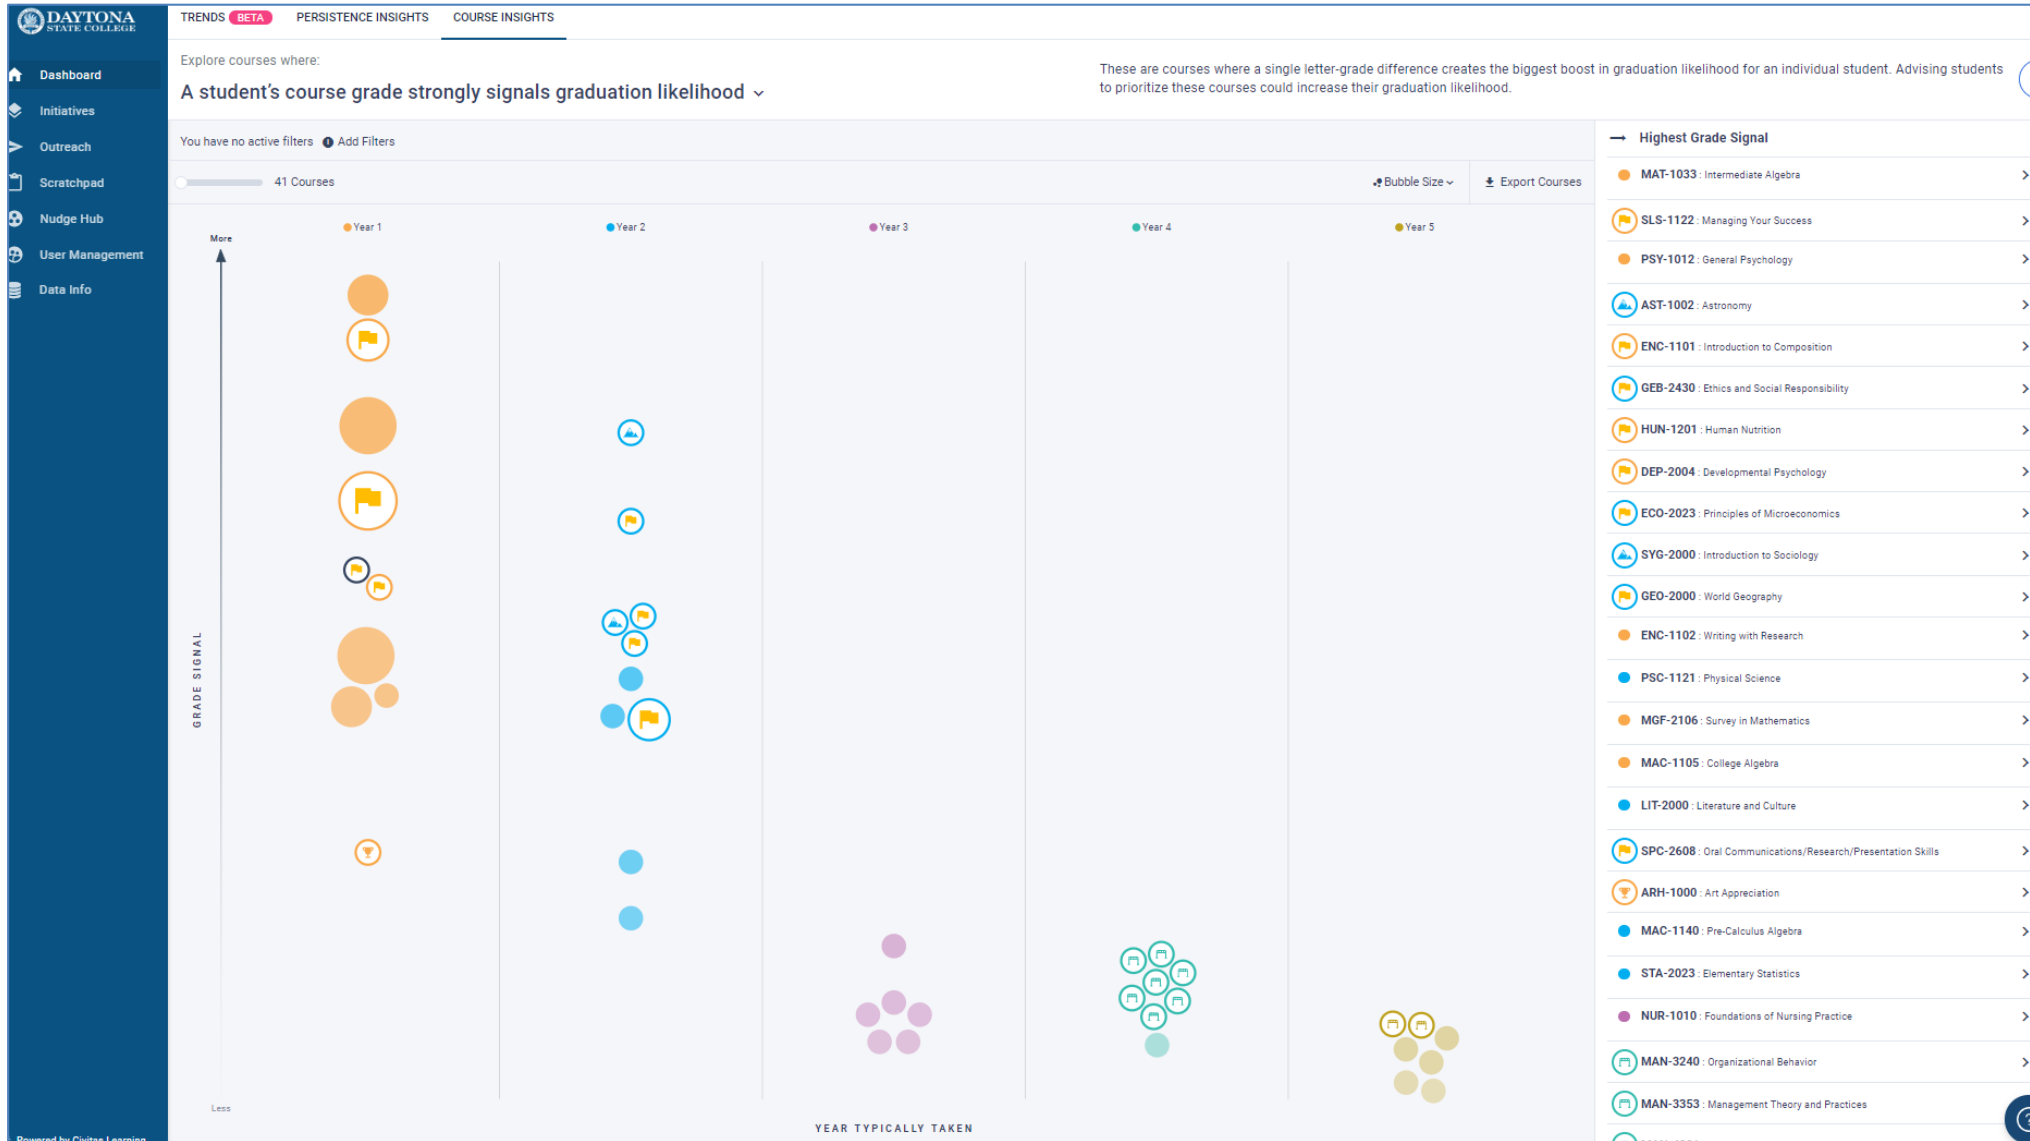 DAYTONA
STATE COLLEGE
TRENDS BETA PERSISTENCE INSIGHTS COURSE INSIGHTS
Dashboard
Initiatives
Outreach
Scratchpad
Nudge Hub
User Management
Data Info
Powered by Civitas Learning
Explore courses where:
A student's course grade strongly signals graduation likelihood
These are courses where a single letter-grade difference creates the biggest boost in graduation likelihood for an individual student. Advising students
to prioritize these courses could increase their graduation likelihood.
You have no active filters Add Filters
41 Courses
Bubble Size
Export Courses
More
Year 1
Year 2
Year 3
Year 4
Year 5
GRADE SIGNAL
Less
YEAR TYPICALLY TAKEN
Highest Grade Signal
MAT-1033 : Intermediate Algebra
SLS-1122 : Managing Your Success
PSY-1012 : General Psychology
AST-1002 : Astronomy
ENC-1101 : Introduction to Composition
GEB-2430 : Ethics and Social Responsibility
HUN-1201 : Human Nutrition
DEP-2004 : Developmental Psychology
ECO-2023 : Principles of Microeconomics
SYG-2000 : Introduction to Sociology
GEO-2000 : World Geography
ENC-1102 : Writing with Research
PSC-1121 : Physical Science
MGF-2106 : Survey in Mathematics
MAC-1105 : College Algebra
LIT-2000 : Literature and Culture
SPC-2608 : Oral Communications/Research/Presentation Skills
ARH-1000 : Art Appreciation
MAC-1140 : Pre-Calculus Algebra
STA-2023 : Elementary Statistics
NUR-1010 : Foundations of Nursing Practice
MAN-3240 : Organizational Behavior
MAN-3353 : Management Theory and Practices